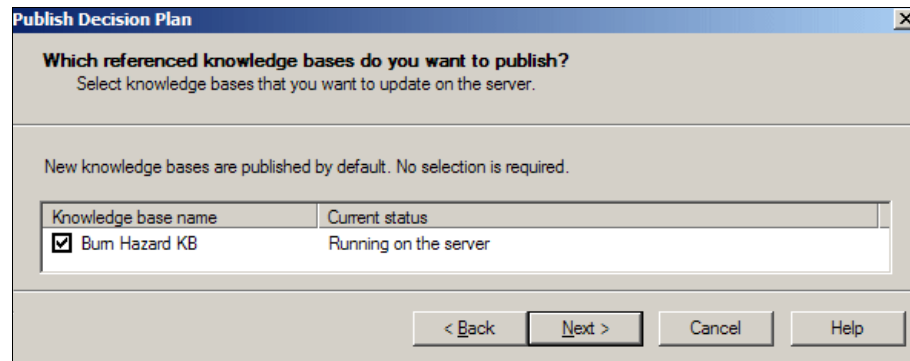 Publish Decision Plan
Which referenced knowledge bases do you want to publish?
Select knowledge bases that you want to update on the server.
New knowledge bases are published by default. No selection is required.
Knowledge base name Current status
Burn Hazard KB Running on the server
< Back Next > Cancel Help